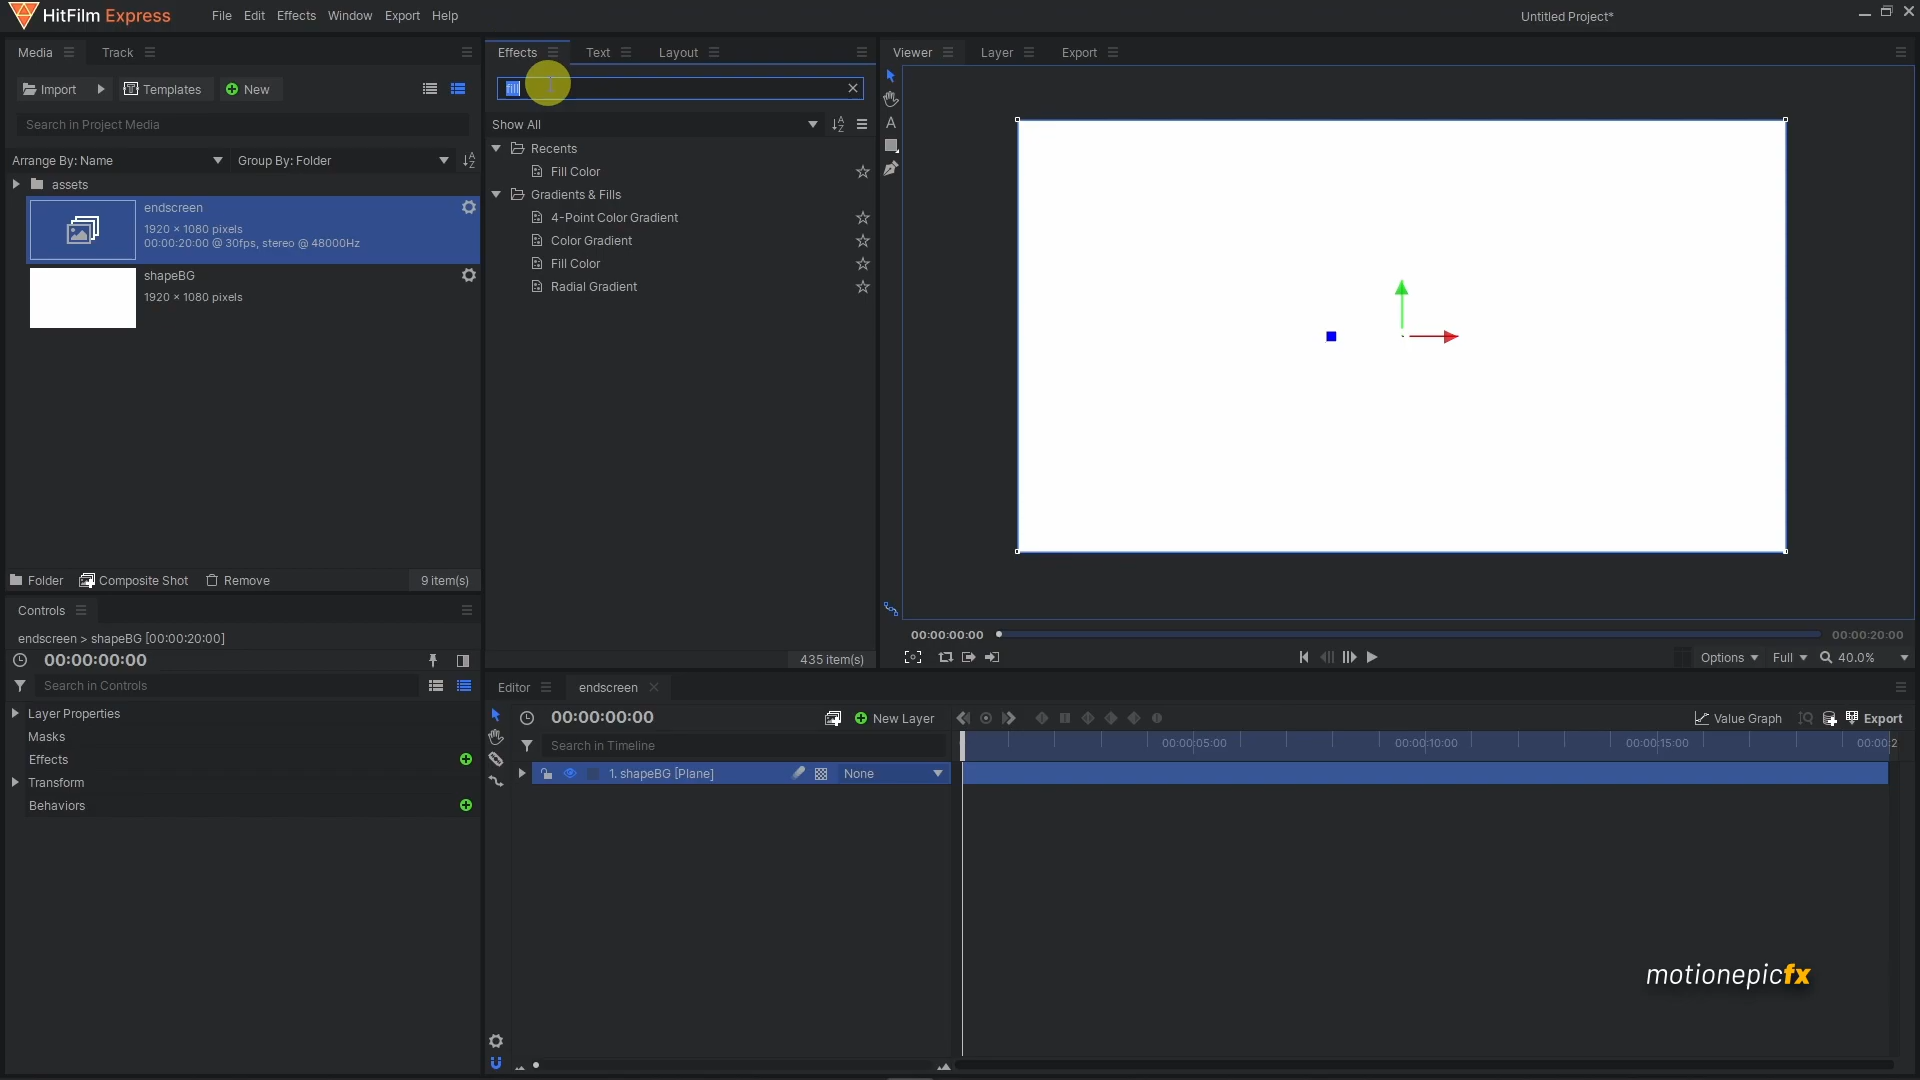 HitFilm Express
File Edit Effects Window Export Help
Untitled Project*
Media Track
Import Templates New
Search in Project Media
Arrange By: Name Group By: Folder
assets
endscreen
1920 × 1080 pixels
00:00:20:00 @ 30fps, stereo @ 48000Hz
shapeBG
1920 × 1080 pixels
Folder Composite Shot Remove 9 item(s)
Effects Text Layout
fill
Show All
Recents
Fill Color
Gradients & Fills
4-Point Color Gradient
Color Gradient
Fill Color
Radial Gradient
435 item(s)
Viewer Layer Export
00:00:00:00 00:00:20:00
Options Full 40.0%
Controls
endscreen > shapeBG [00:00:20:00]
00:00:00:00
Search in Controls
Layer Properties
Masks
Effects
Transform
Behaviors
Editor endscreen
00:00:00:00 New Layer Value Graph Export
Search in Timeline 00:00:05:00 00:00:10:00 00:00:15:00 00:00:2
1. shapeBG [Plane] None
motionepicfx